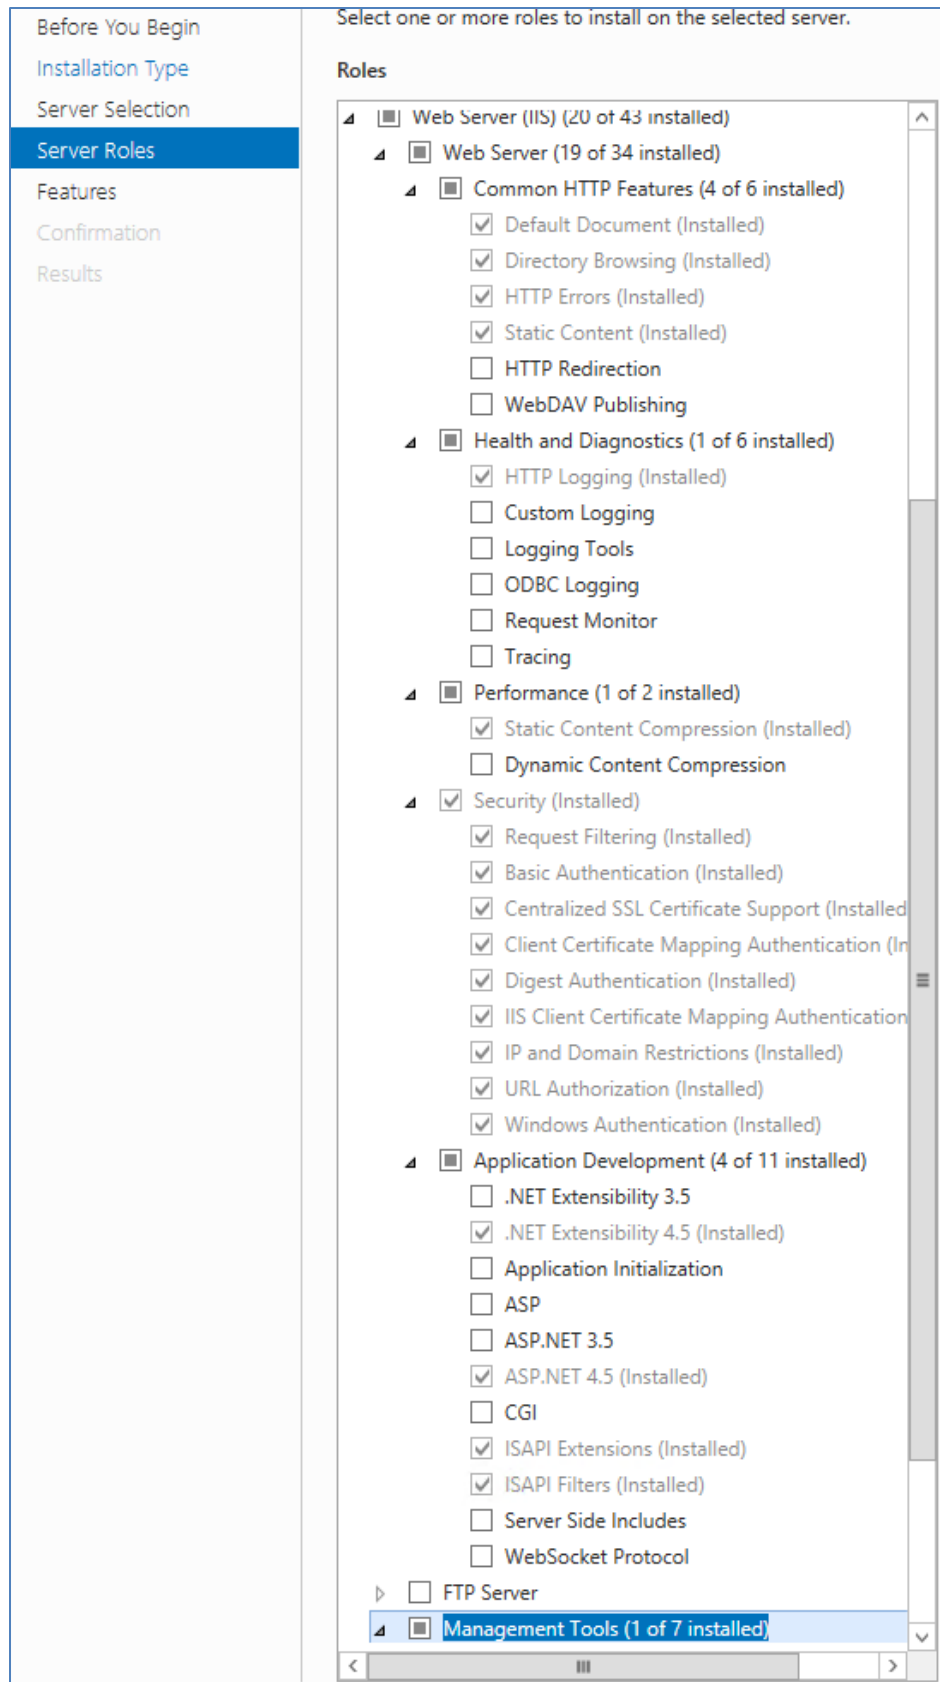 Before You Begin
Installation Type
Server Selection
Server Roles
Features
Confirmation
Results
Select one or more roles to install on the selected server.
Roles
Web Server (IIS) (20 of 43 installed)
Web Server (19 of 34 installed)
Common HTTP Features (4 of 6 installed)
Default Document (Installed)
Directory Browsing (Installed)
HTTP Errors (Installed)
Static Content (Installed)
HTTP Redirection
WebDAV Publishing
Health and Diagnostics (1 of 6 installed)
HTTP Logging (Installed)
Custom Logging
Logging Tools
ODBC Logging
Request Monitor
Tracing
Performance (1 of 2 installed)
Static Content Compression (Installed)
Dynamic Content Compression
Security (Installed)
Request Filtering (Installed)
Basic Authentication (Installed)
Centralized SSL Certificate Support (Installed
Client Certificate Mapping Authentication (In
Digest Authentication (Installed)
IIS Client Certificate Mapping Authentication
IP and Domain Restrictions (Installed)
URL Authorization (Installed)
Windows Authentication (Installed)
Application Development (4 of 11 installed)
.NET Extensibility 3.5
.NET Extensibility 4.5 (Installed)
Application Initialization
ASP
ASP.NET 3.5
ASP.NET 4.5 (Installed)
CGI
ISAPI Extensions (Installed)
ISAPI Filters (Installed)
Server Side Includes
WebSocket Protocol
FTP Server
Management Tools (1 of 7 installed)